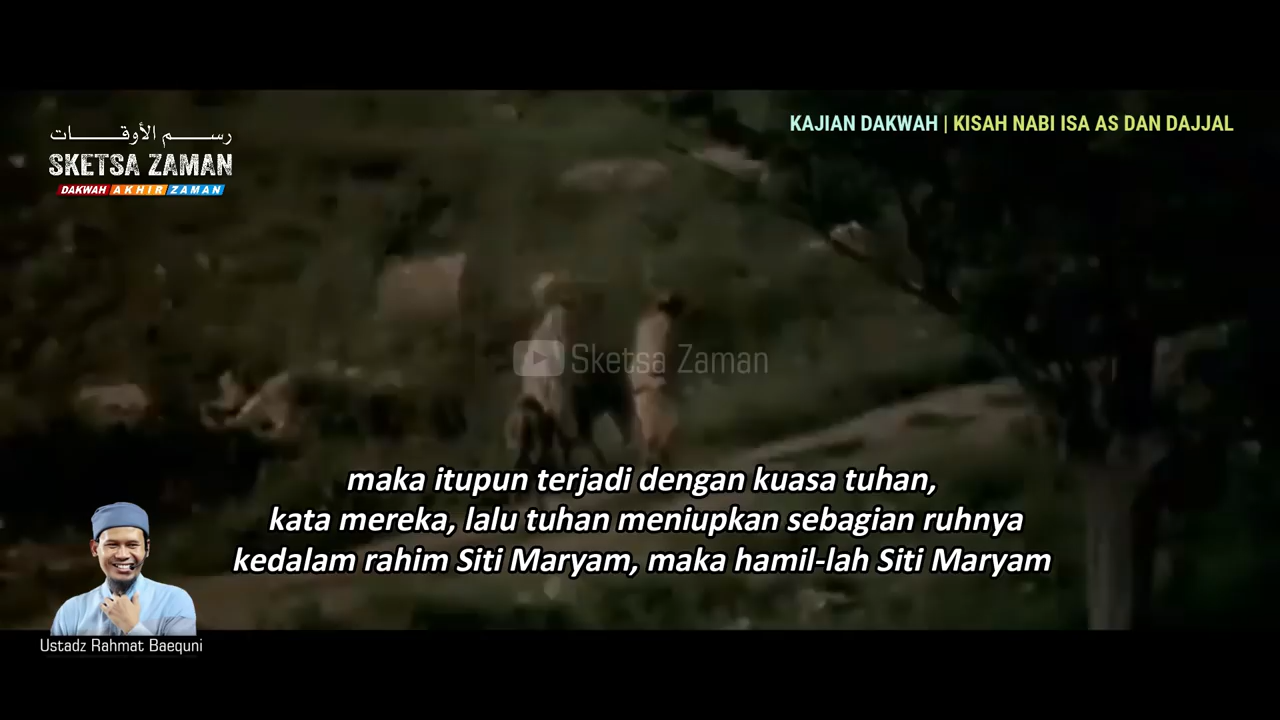 رسم الأوقات
SKETSA ZAMAN
DAKWAH AKHIR ZAMAN
KAJIAN DAKWAH | KISAH NABI ISA AS DAN DAJJAL
Sketsa Zaman
maka itupun terjadi dengan kuasa tuhan,
kata mereka, lalu tuhan meniupkan sebagian ruhnya
kedalam rahim Siti Maryam, maka hamil-lah Siti Maryam
Ustadz Rahmat Baequni